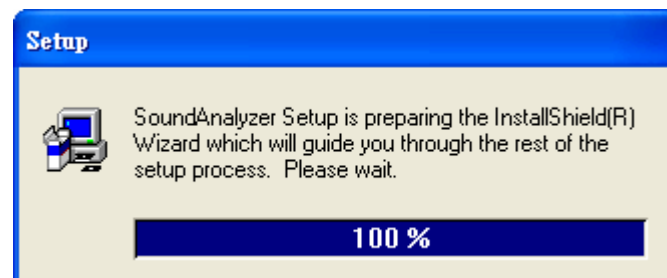 Setup
SoundAnalyzer Setup is preparing the InstallShield(R)
Wizard which will guide you through the rest of the
setup process.  Please wait.
100 %